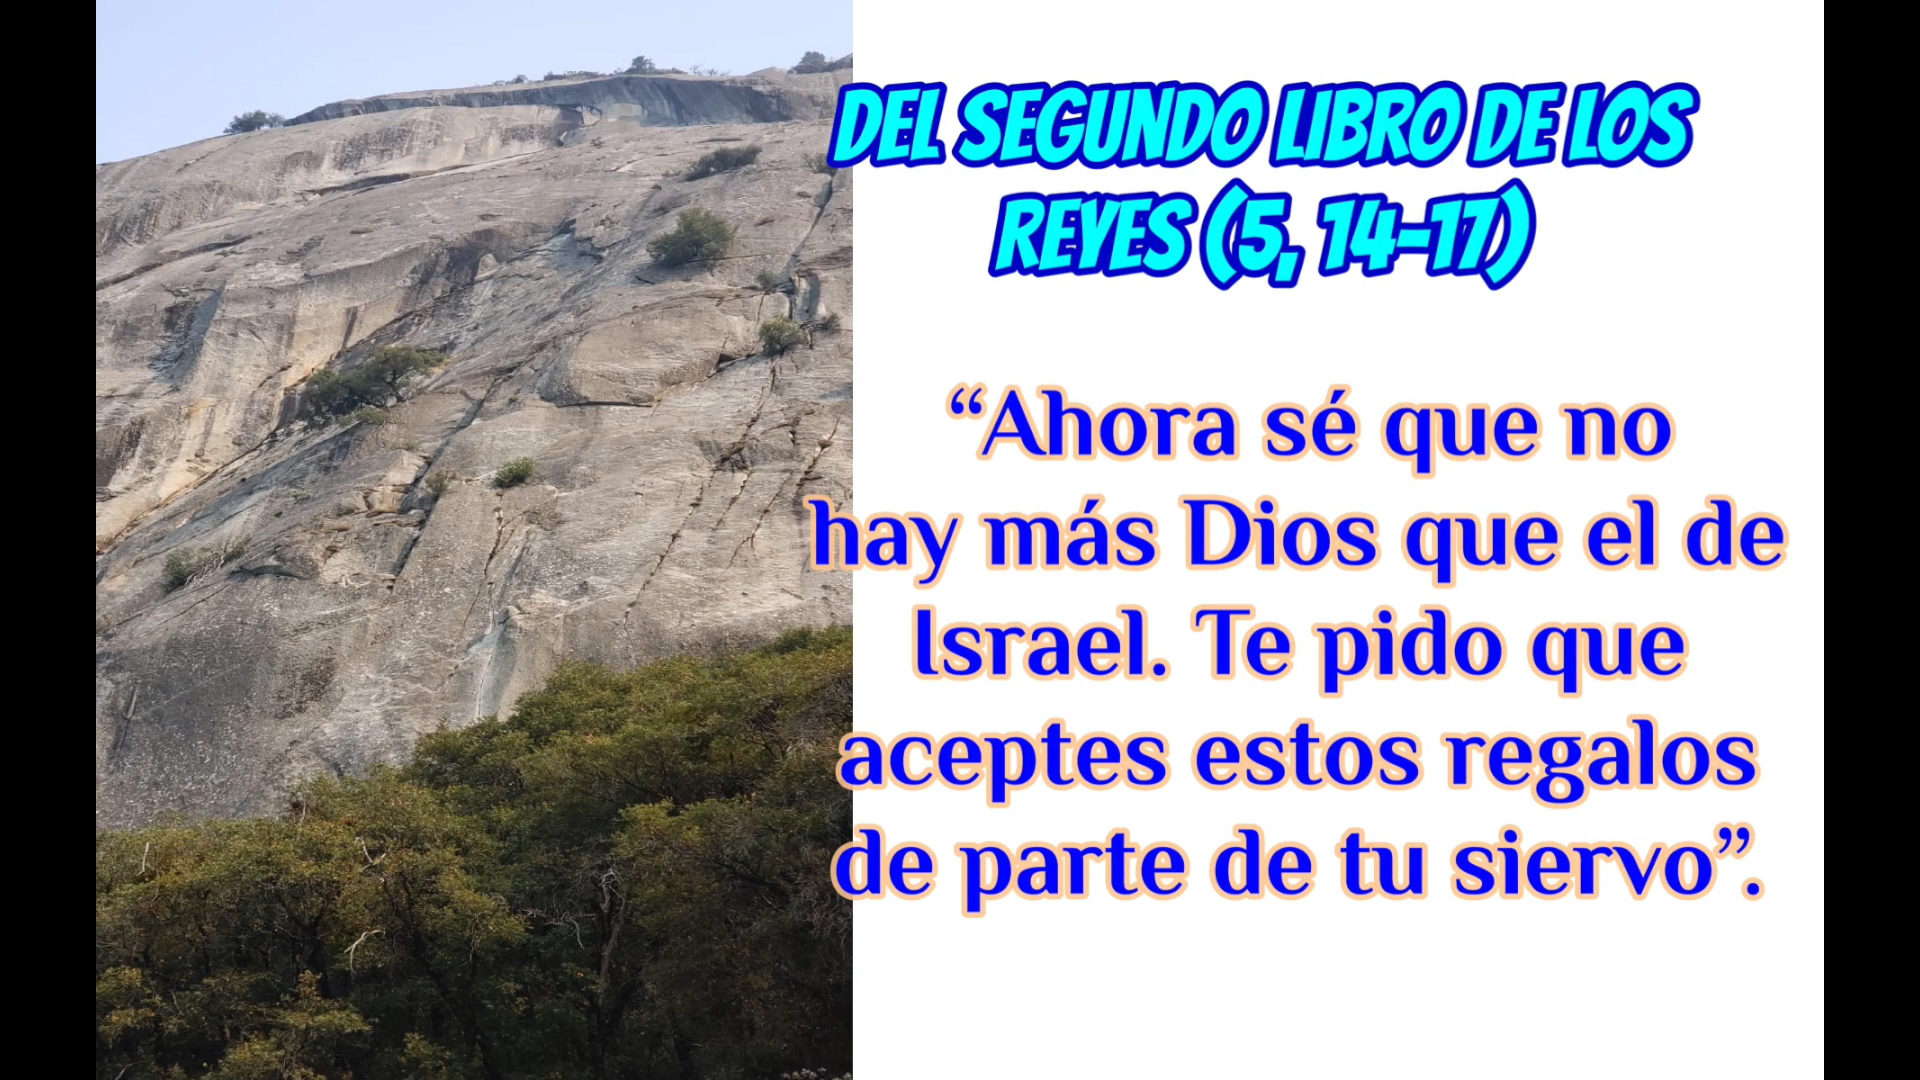 DEL SEGUNDO LIBRO DE LOS
REYES (5, 14-17)
“Ahora sé que no
hay más Dios que el de
Israel. Te pido que
aceptes estos regalos
de parte de tu siervo”.